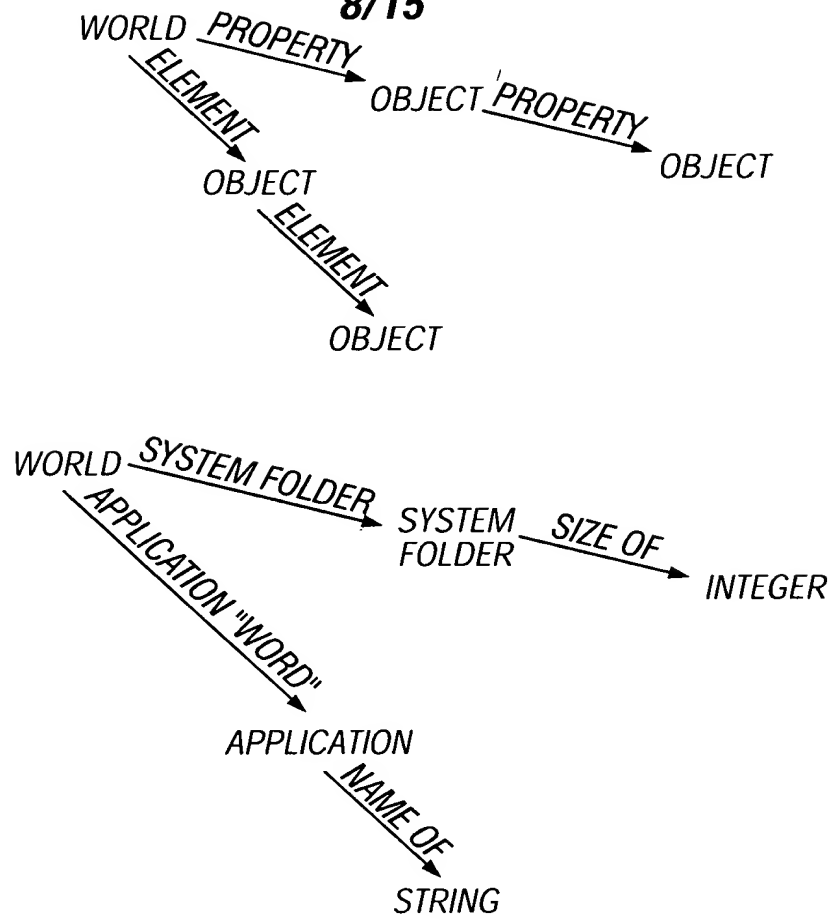 8/15
WORLD
PROPERTY
OBJECT
PROPERTY
OBJECT
ELEMENT
OBJECT
ELEMENT
OBJECT
WORLD
SYSTEM FOLDER
SYSTEM
FOLDER
SIZE OF
INTEGER
APPLICATION "WORD"
APPLICATION
NAME OF
STRING